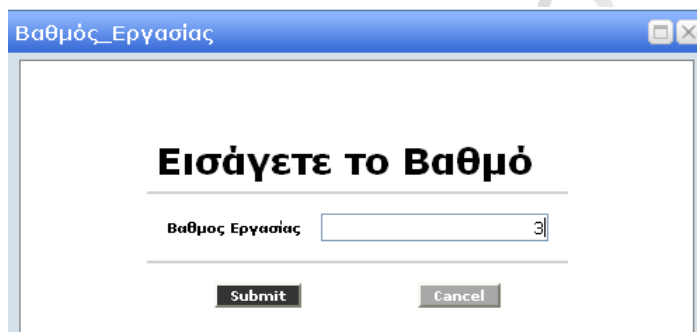 Βαθμός_Εργασίας
Εισάγετε το Βαθμό
Βαθμος Εργασίας 3
Submit Cancel